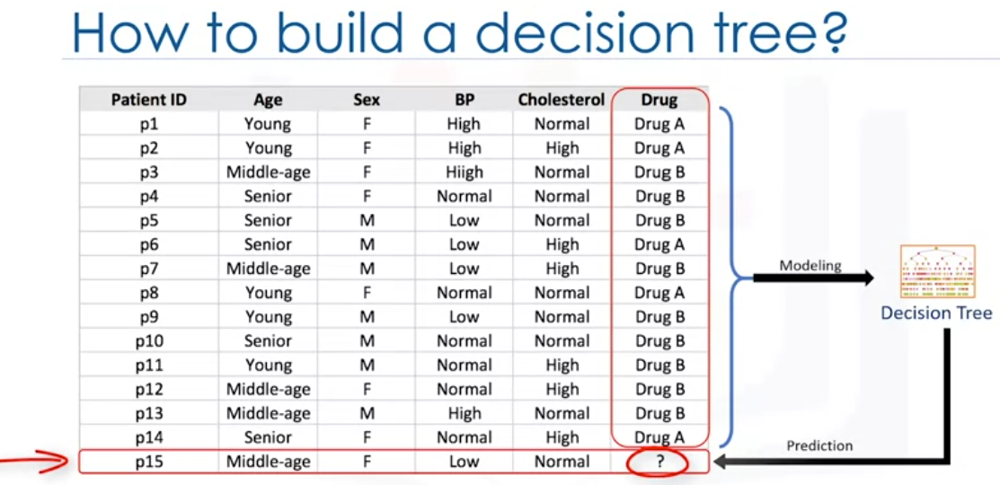 How to build a decision tree?
Patient ID Age Sex BP Cholesterol Drug
p1 Young F High Normal Drug A
p2 Young F High High Drug A
p3 Middle-age F Hiigh Normal Drug B
p4 Senior F Normal Normal Drug B
p5 Senior M Low Normal Drug B
p6 Senior M Low High Drug A
p7 Middle-age M Low High Drug B
p8 Young F Normal Normal Drug A
p9 Young M Low Normal Drug B
p10 Senior M Normal Normal Drug B
p11 Young M Normal High Drug B
p12 Middle-age F Normal High Drug B
p13 Middle-age M High Normal Drug B
p14 Senior F Normal High Drug A
p15 Middle-age F Low Normal ?
Modeling
Decision Tree
Prediction